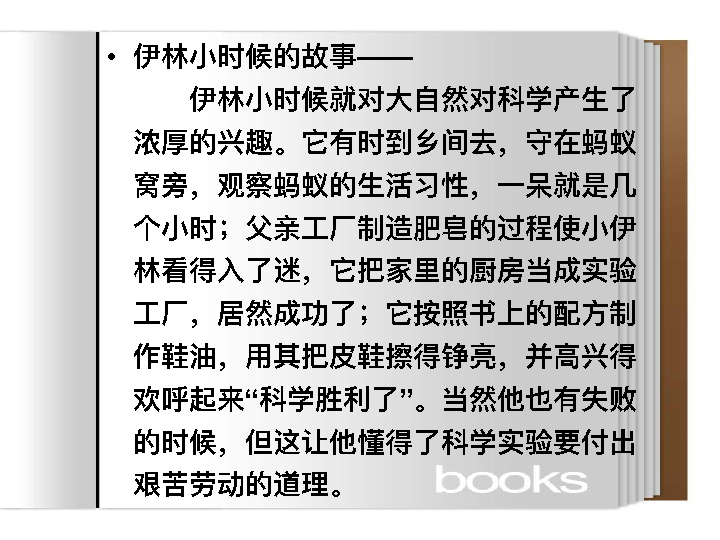 • 伊林小时候的故事——
伊林小时候就对大自然对科学产生了
浓厚的兴趣。它有时到乡间去，守在蚂蚁
窝旁，观察蚂蚁的生活习性，一呆就是几
个小时；父亲工厂制造肥皂的过程使小伊
林看得入了迷，它把家里的厨房当成实验
工厂，居然成功了；它按照书上的配方制
作鞋油，用其把皮鞋擦得铮亮，并高兴得
欢呼起来“科学胜利了”。当然他也有失败
的时候，但这让他懂得了科学实验要付出
艰苦劳动的道理。
books